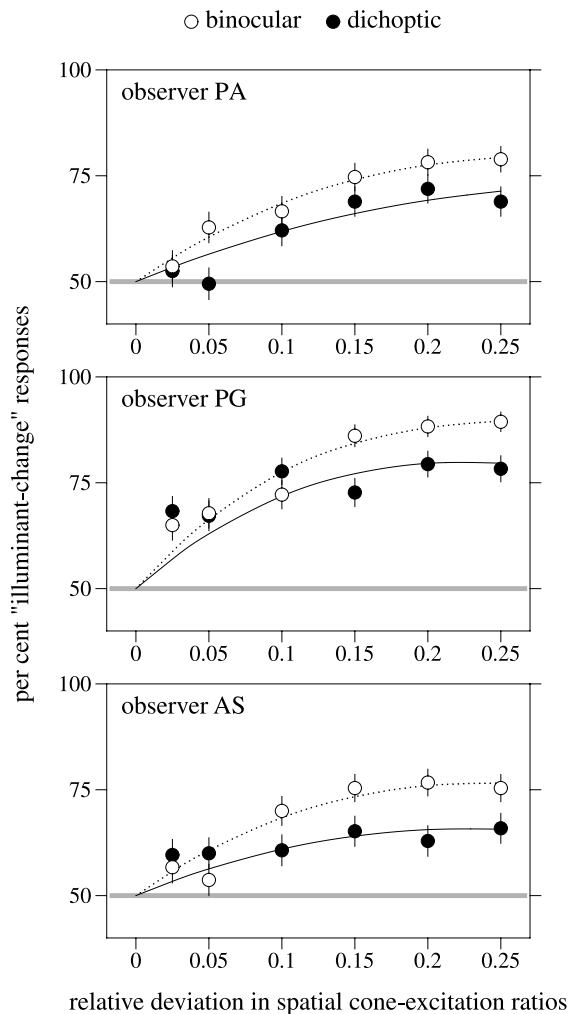 binocular dichoptic
100
observer PA
75
50
0 0.05 0.1 0.15 0.2 0.25
100
observer PG
75
50
0 0.05 0.1 0.15 0.2 0.25
100
observer AS
75
50
0 0.05 0.1 0.15 0.2 0.25
per cent "illuminant-change" responses
relative deviation in spatial cone-excitation ratios